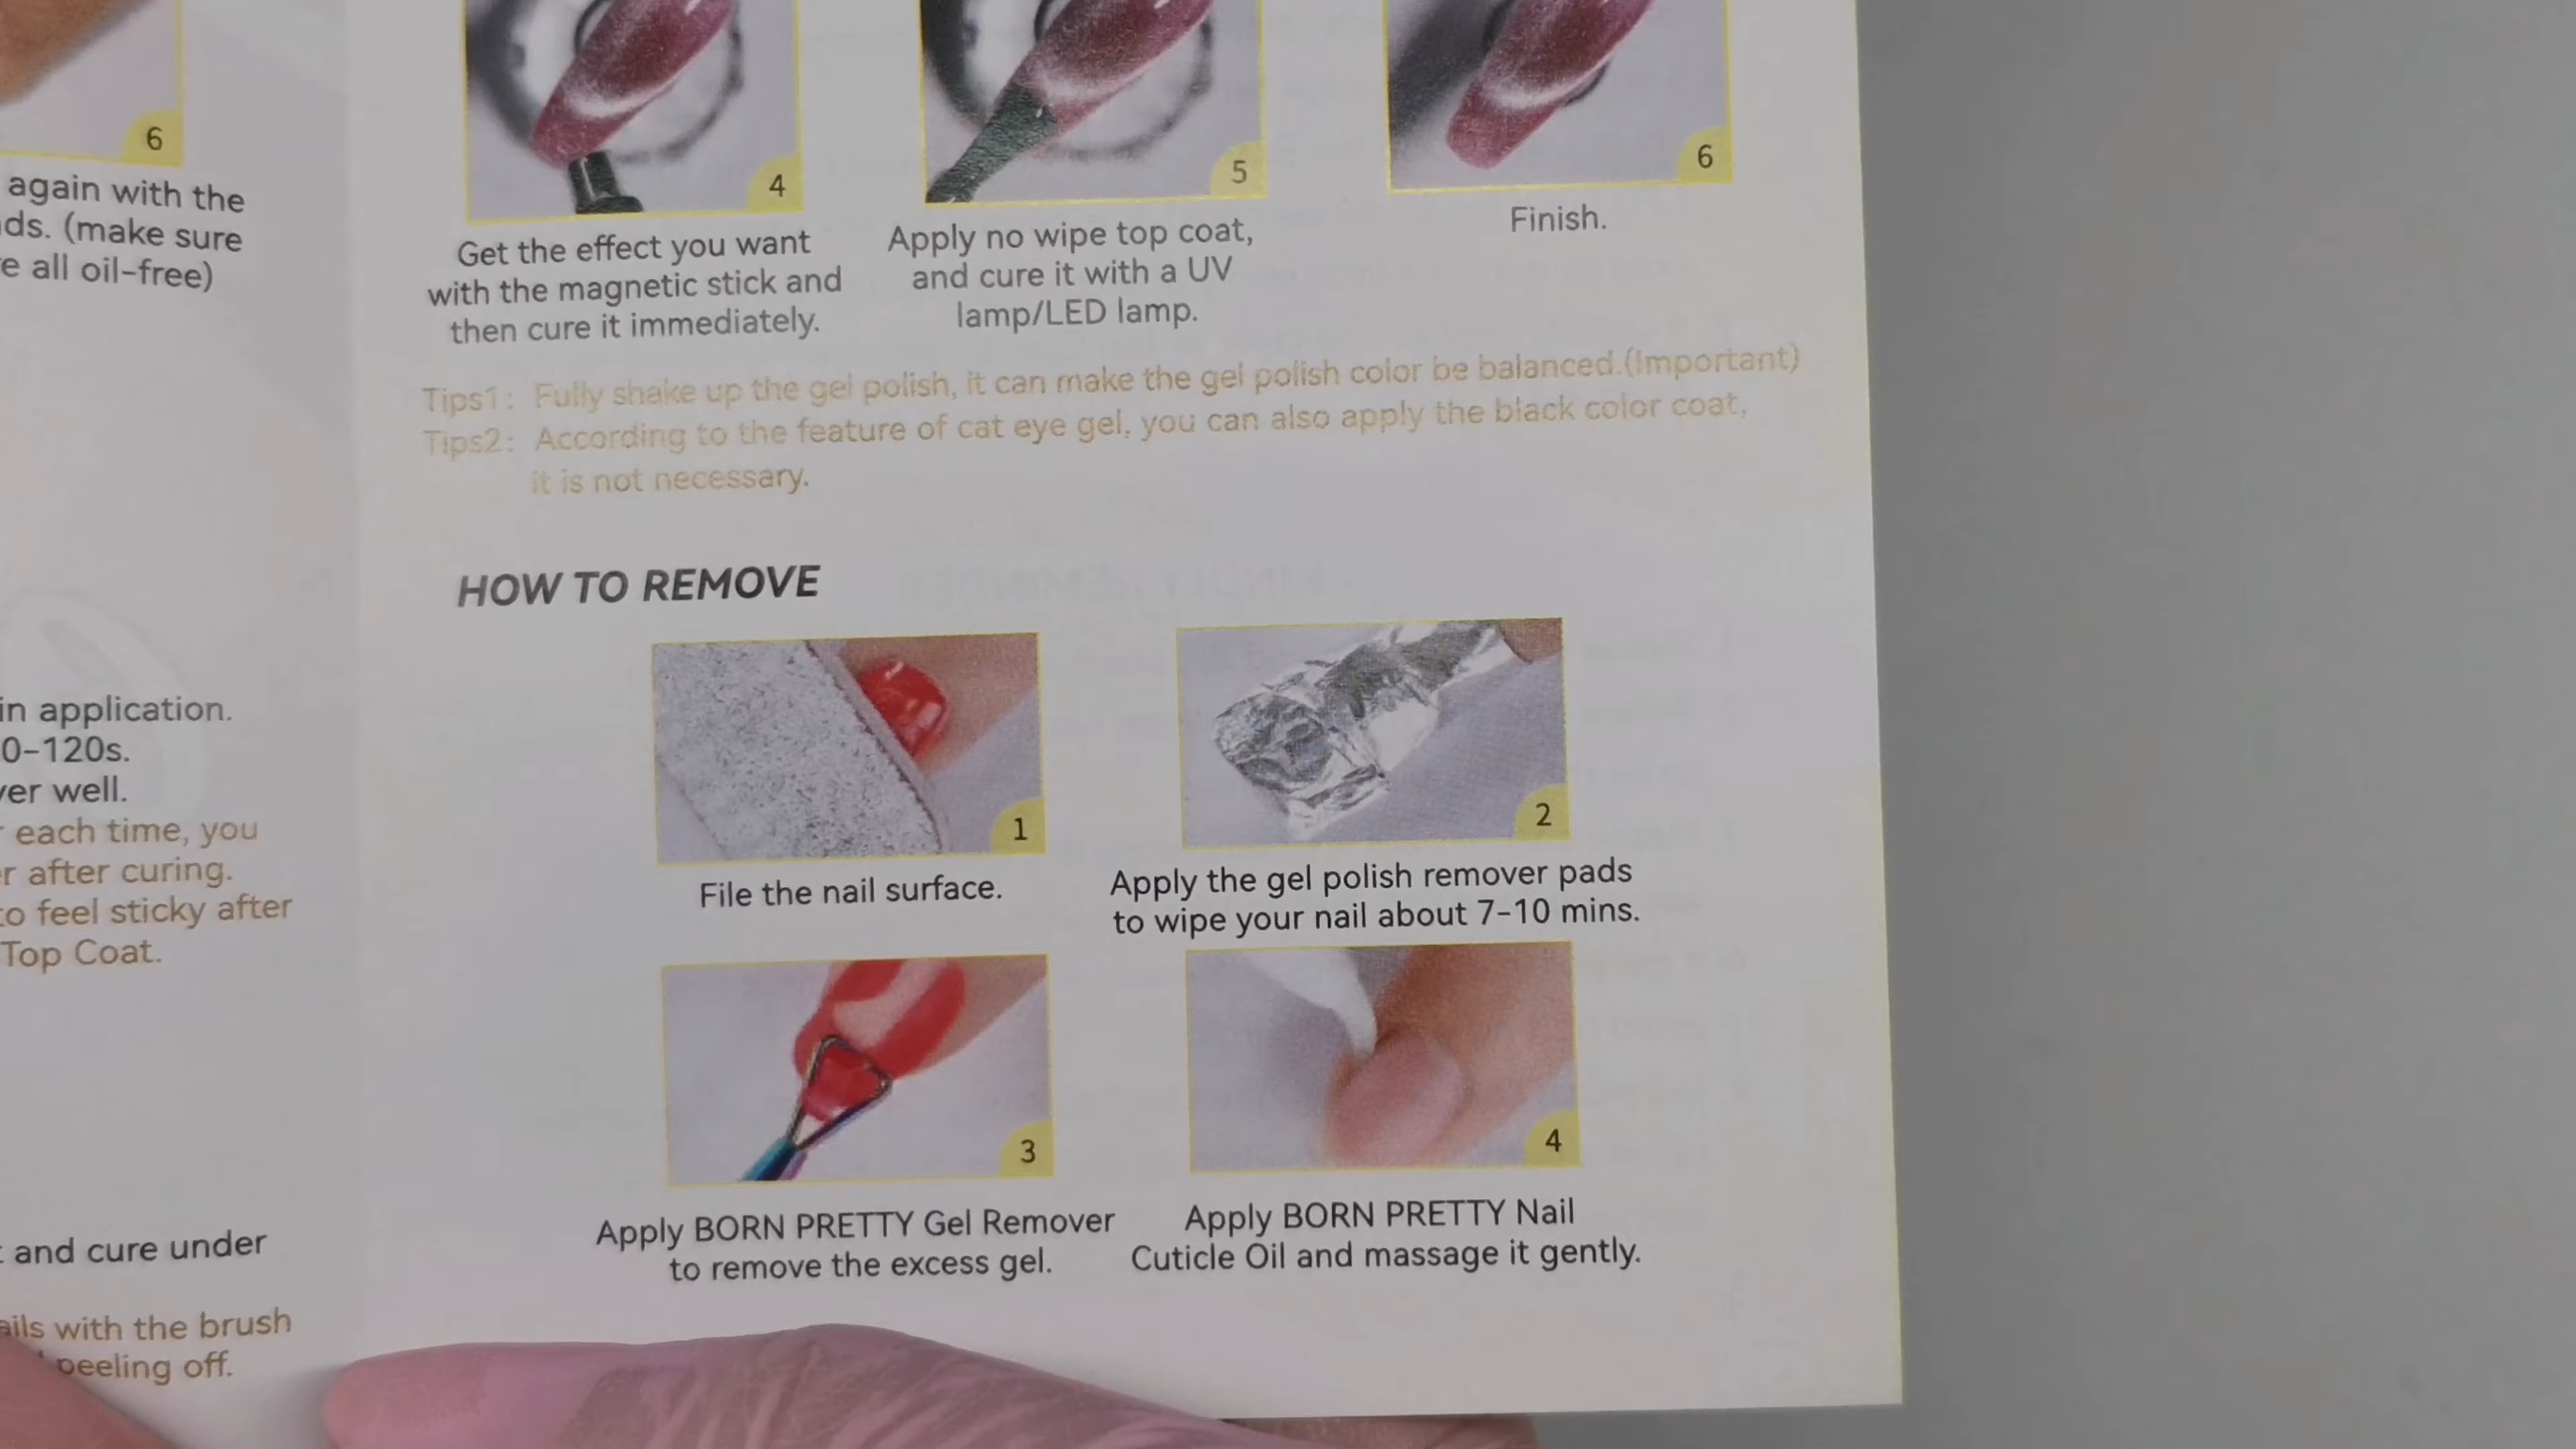 6
again with the
ds. (make sure
e all oil-free)
in application.
0-120s.
er well.
each time, you
r after curing.
to feel sticky after
Top Coat.
and cure under
ails with the brush
peeling off.
4
Get the effect you want
with the magnetic stick and
then cure it immediately.
5
Apply no wipe top coat,
and cure it with a UV
lamp/LED lamp.
6
Finish.
Tips1: Fully shake up the gel polish, it can make the gel polish color be balanced.(Important)
Tips2: According to the feature of cat eye gel, you can also apply the black color coat,
it is not necessary.
HOW TO REMOVE
1
File the nail surface.
2
Apply the gel polish remover pads
to wipe your nail about 7-10 mins.
3
Apply BORN PRETTY Gel Remover
to remove the excess gel.
4
Apply BORN PRETTY Nail
Cuticle Oil and massage it gently.